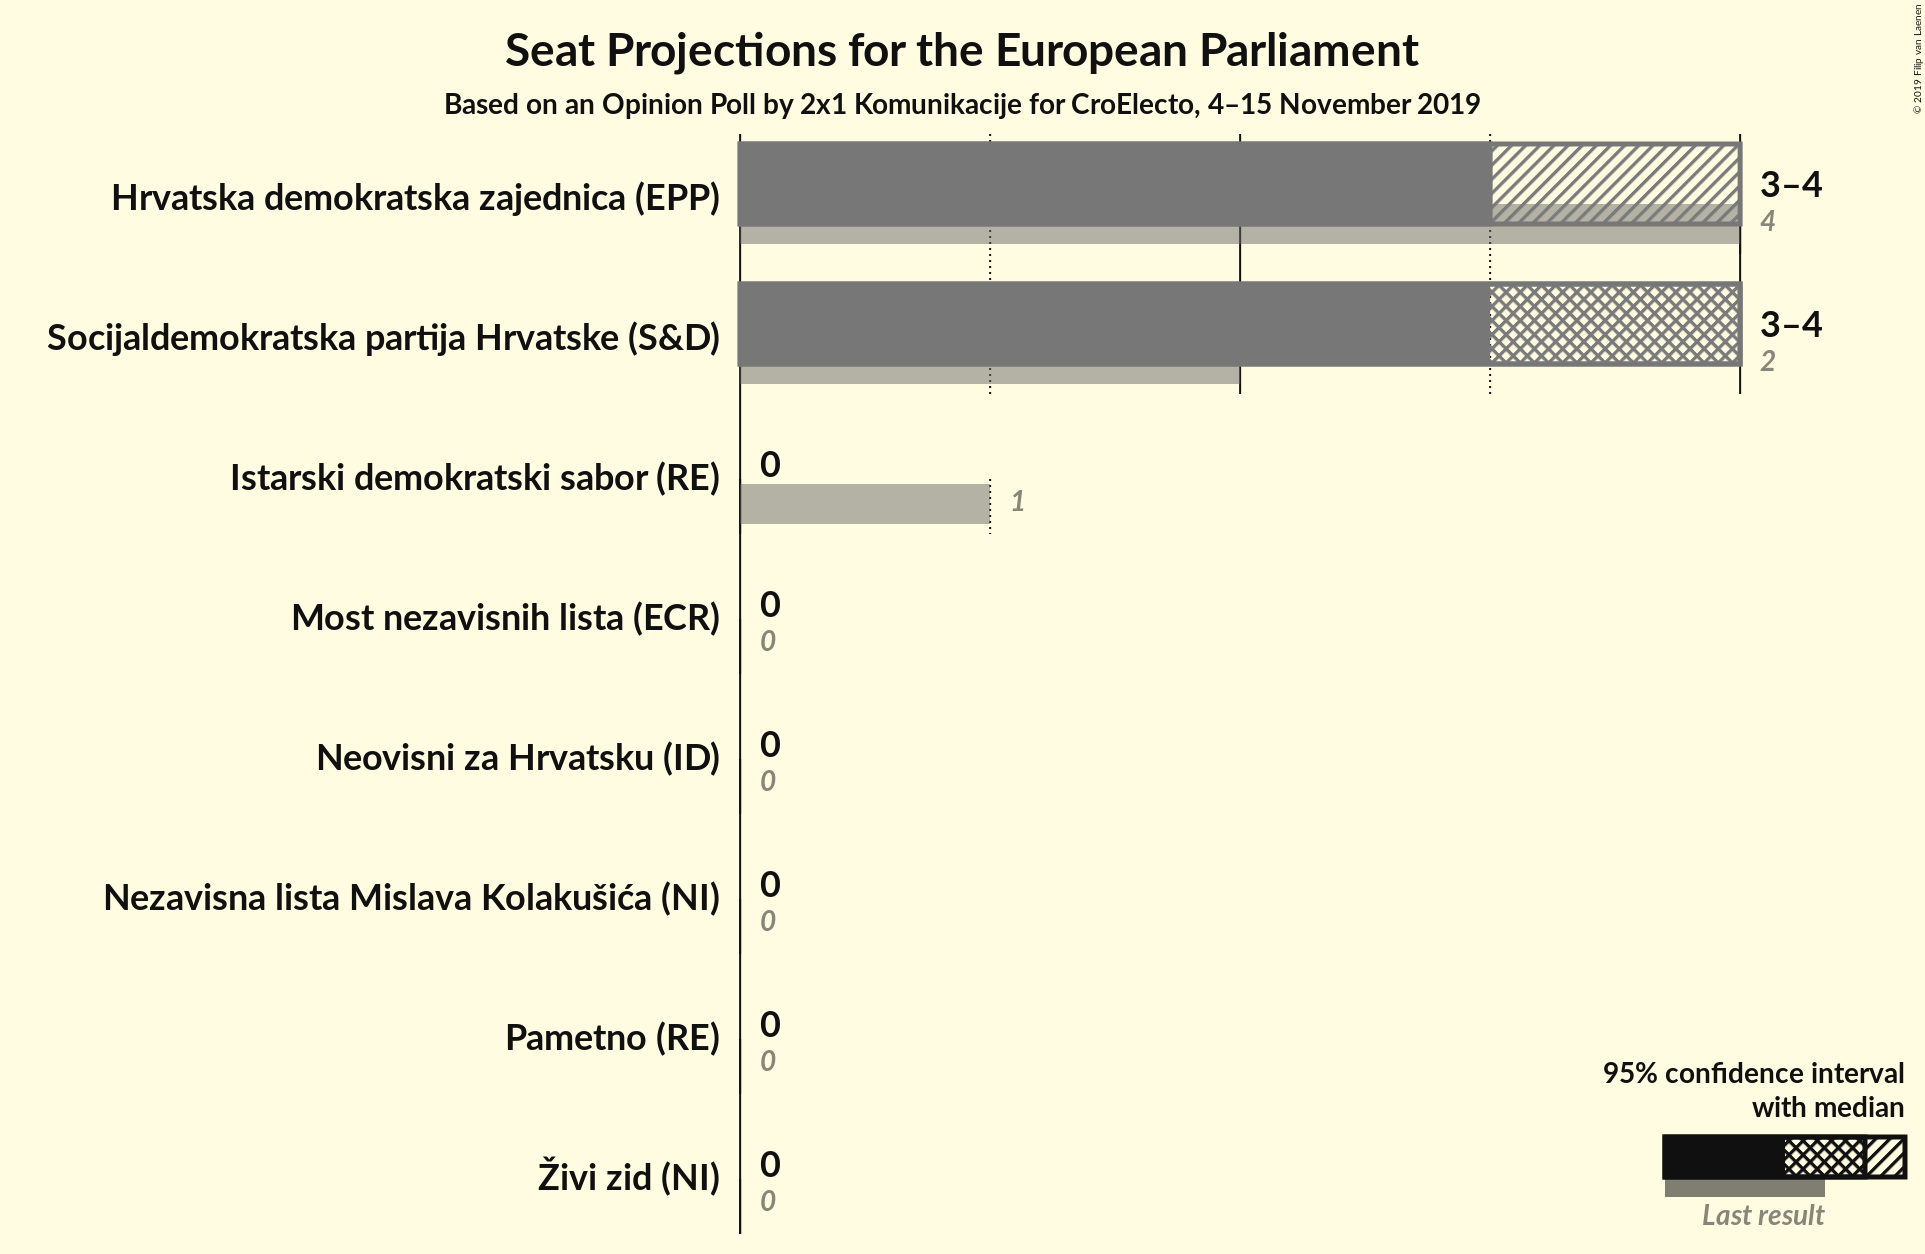 Seat Projections for the European Parliament
Based on an Opinion Poll by 2x1 Komunikacije for CroElecto, 4–15 November 2019
© 2019 Filip van Laenen
Hrvatska demokratska zajednica (EPP)
3–4
4
Socijaldemokratska partija Hrvatske (S&D)
3–4
2
Istarski demokratski sabor (RE)
0
1
Most nezavisnih lista (ECR)
0
0
Neovisni za Hrvatsku (ID)
0
0
Nezavisna lista Mislava Kolakušića (NI)
0
0
Pametno (RE)
0
0
Živi zid (NI)
0
0
95% confidence interval
with median
Last result